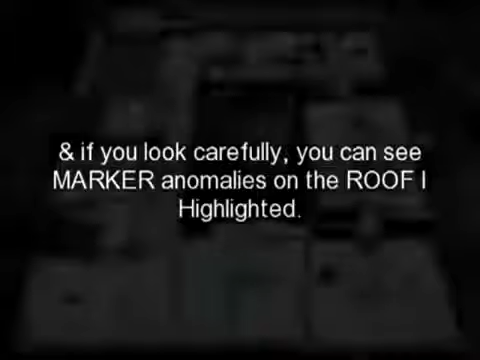 & if you look carefully, you can see
MARKER anomalies on the ROOF I
Highlighted.